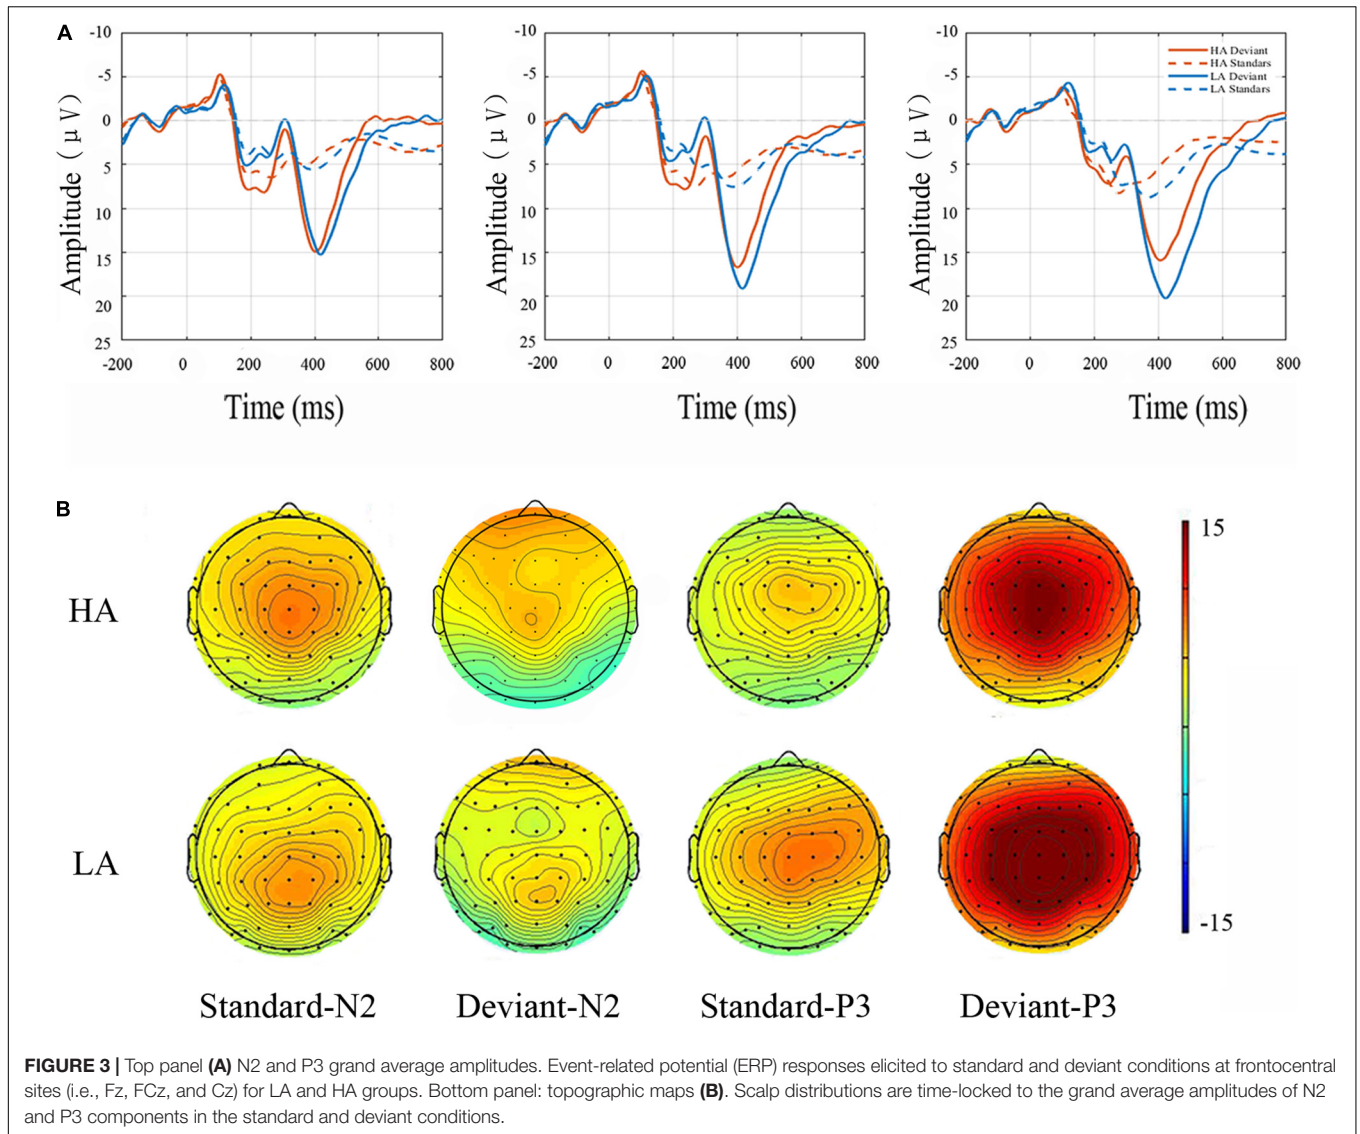 A
-10
-5
0
5
10
15
20
25
Amplitude ( μ V )
-200 0 200 400 600 800
Time (ms)
-10
-5
0
5
10
15
20
25
Amplitude ( μ V )
-200 0 200 400 600 800
Time (ms)
-10
-5
0
5
10
15
20
25
Amplitude ( μ V )
-200 0 200 400 600 800
Time (ms)
HA Deviant
HA Standars
LA Deviant
LA Standars
B
HA
LA
15
-15
Standard-N2 Deviant-N2 Standard-P3 Deviant-P3
FIGURE 3 | Top panel (A) N2 and P3 grand average amplitudes. Event-related potential (ERP) responses elicited to standard and deviant conditions at frontocentral
sites (i.e., Fz, FCz, and Cz) for LA and HA groups. Bottom panel: topographic maps (B). Scalp distributions are time-locked to the grand average amplitudes of N2
and P3 components in the standard and deviant conditions.